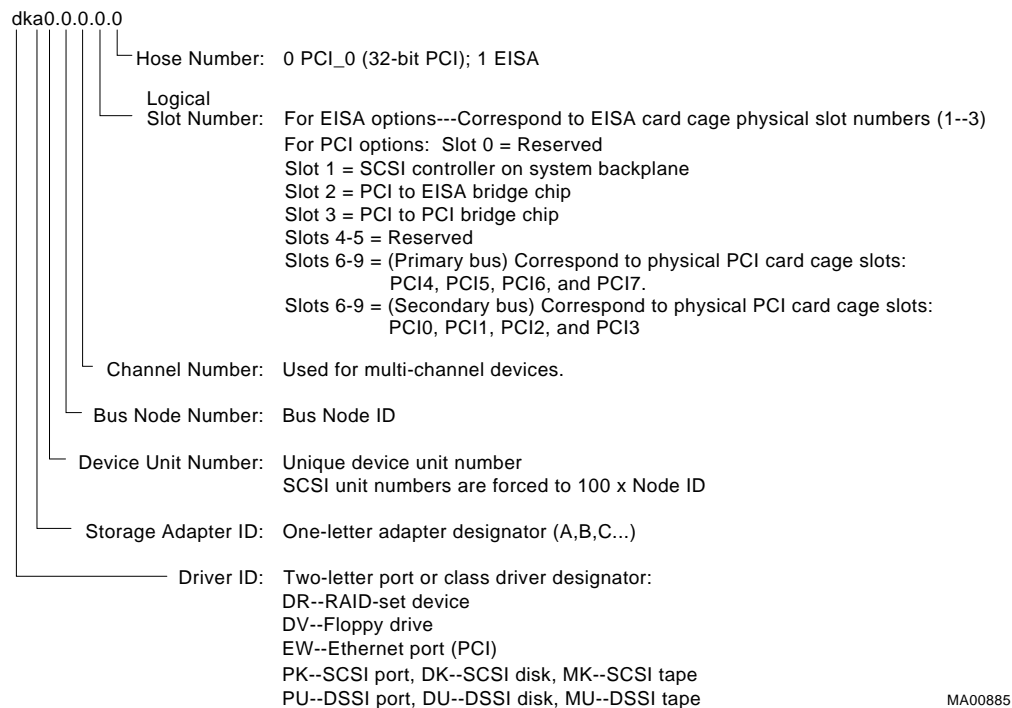 dka0.0.0.0.0
Hose Number: 0 PCI_0 (32-bit PCI); 1 EISA
Logical
Slot Number: For EISA options---Correspond to EISA card cage physical slot numbers (1--3)
For PCI options: Slot 0 = Reserved
Slot 1 = SCSI controller on system backplane
Slot 2 = PCI to EISA bridge chip
Slot 3 = PCI to PCI bridge chip
Slots 4-5 = Reserved
Slots 6-9 = (Primary bus) Correspond to physical PCI card cage slots:
PCI4, PCI5, PCI6, and PCI7.
Slots 6-9 = (Secondary bus) Correspond to physical PCI card cage slots:
PCI0, PCI1, PCI2, and PCI3
Channel Number: Used for multi-channel devices.
Bus Node Number: Bus Node ID
Device Unit Number: Unique device unit number
SCSI unit numbers are forced to 100 x Node ID
Storage Adapter ID: One-letter adapter designator (A,B,C...)
Driver ID: Two-letter port or class driver designator:
DR--RAID-set device
DV--Floppy drive
EW--Ethernet port (PCI)
PK--SCSI port, DK--SCSI disk, MK--SCSI tape
PU--DSSI port, DU--DSSI disk, MU--DSSI tape
MA00885